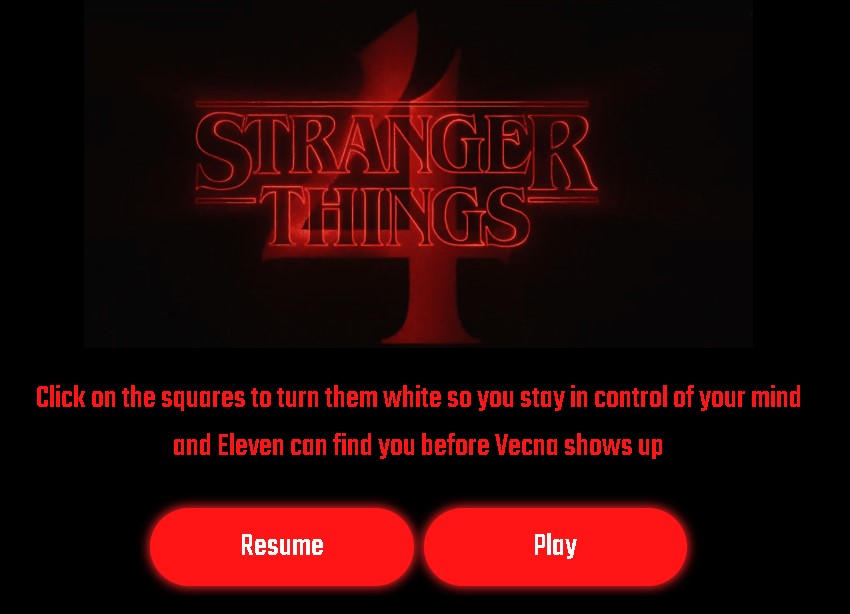 4
STRANGER
THINGS
Click on the squares to turn them white so you stay in control of your mind
and Eleven can find you before Vecna shows up
Resume
Play